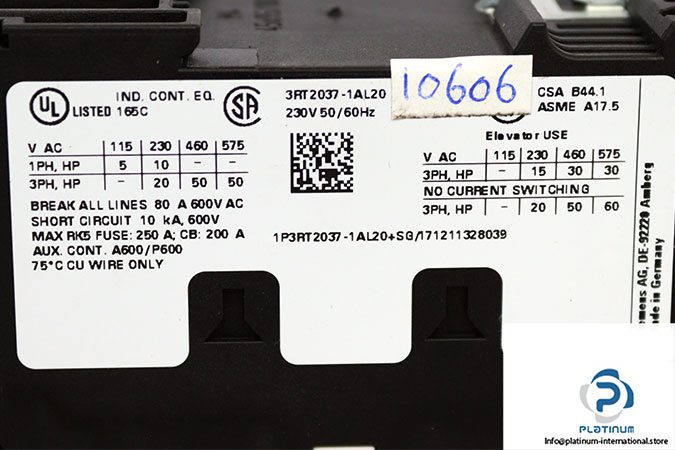 UL
LISTED 165C
IND. CONT. EQ.
SA
3RT2037-1AL20
230V 50/60Hz
10606
CSA B44.1
ASME A17.5
V AC 115 230 460 575
1PH, HP 5 10 - -
3PH, HP - 20 50 50
BREAK ALL LINES 80 A 600V AC
SHORT CIRCUIT 10 kA, 600V
MAX RK5 FUSE: 250 A; CB: 200 A
AUX. CONT. A600/P600
75°C CU WIRE ONLY
1P3RT2037-1AL20+SG/171211328039
Elevator USE
V AC 115 230 460 575
3PH, HP - 15 30 30
NO CURRENT SWITCHING
3PH, HP - 20 50 60
AG, DE-92220 Amberg
in Germany
PLATINUM
Info@platinum-international.store